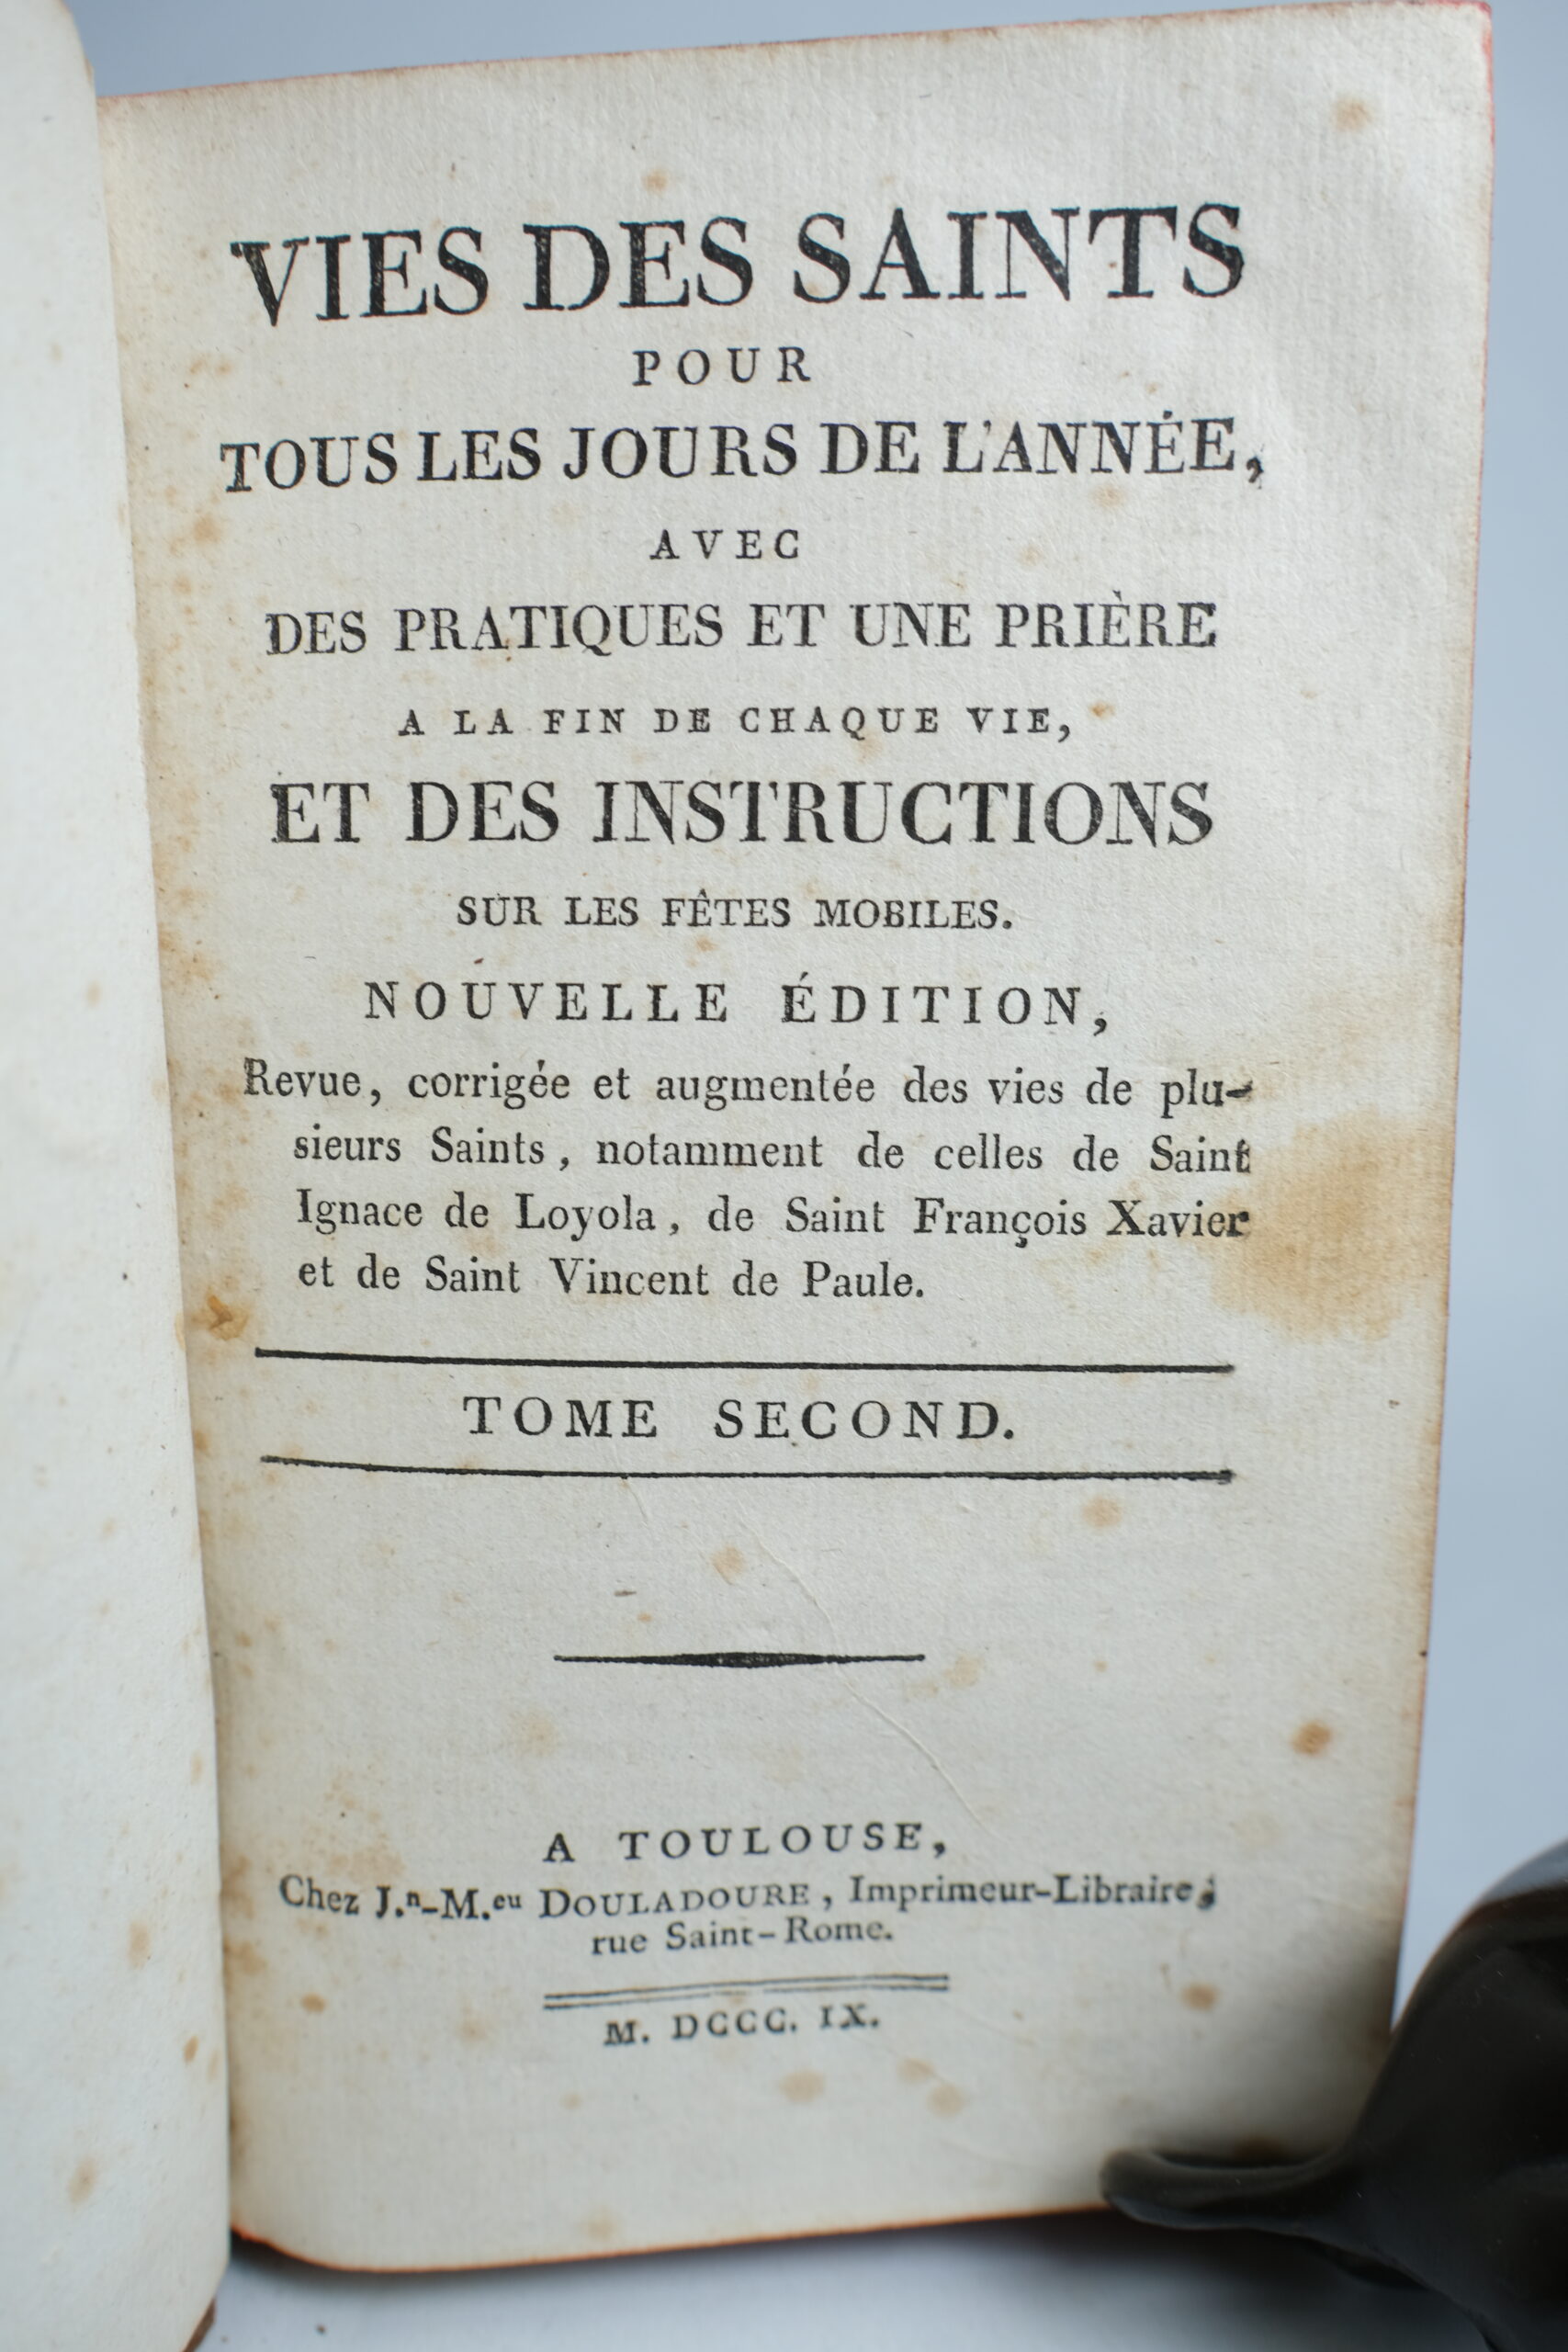 VIES DES SAINTS
POUR
TOUS LES JOURS DE L'ANNÉE,
AVEC
DES PRATIQUES ET UNE PRIÈRE
A LA FIN DE CHAQUE VIE,
ET DES INSTRUCTIONS
SUR LES FÊTES MOBILES.
NOUVELLE ÉDITION,
Revue, corrigée et augmentée des vies de plu-
sieurs Saints, notamment de celles de Saint
Ignace de Loyola, de Saint François Xavier
et de Saint Vincent de Paule.
TOME SECOND.
A TOULOUSE,
Chez J.n-M.eu DOULADOURE, Imprimeur-Libraire,
rue Saint-Rome.
M. DCCC. IX.